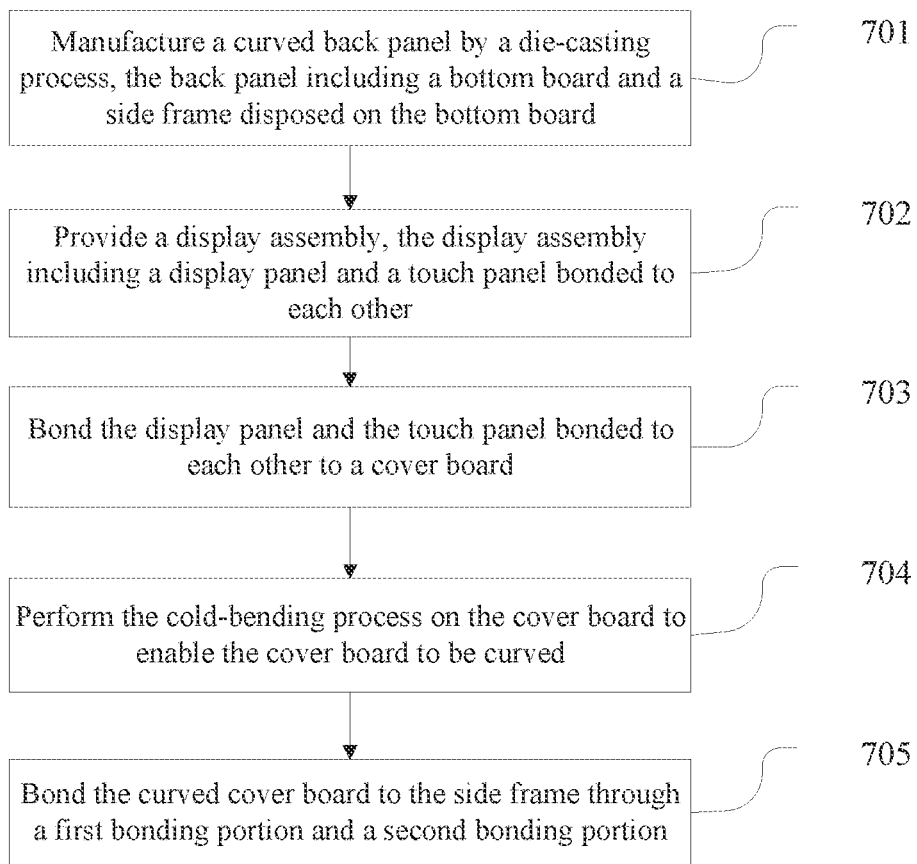 Manufacture a curved back panel by a die-casting
process, the back panel including a bottom board and a
side frame disposed on the bottom board
701
Provide a display assembly, the display assembly
including a display panel and a touch panel bonded to
each other
702
Bond the display panel and the touch panel bonded to
each other to a cover board
703
Perform the cold-bending process on the cover board to
enable the cover board to be curved
704
Bond the curved cover board to the side frame through
a first bonding portion and a second bonding portion
705